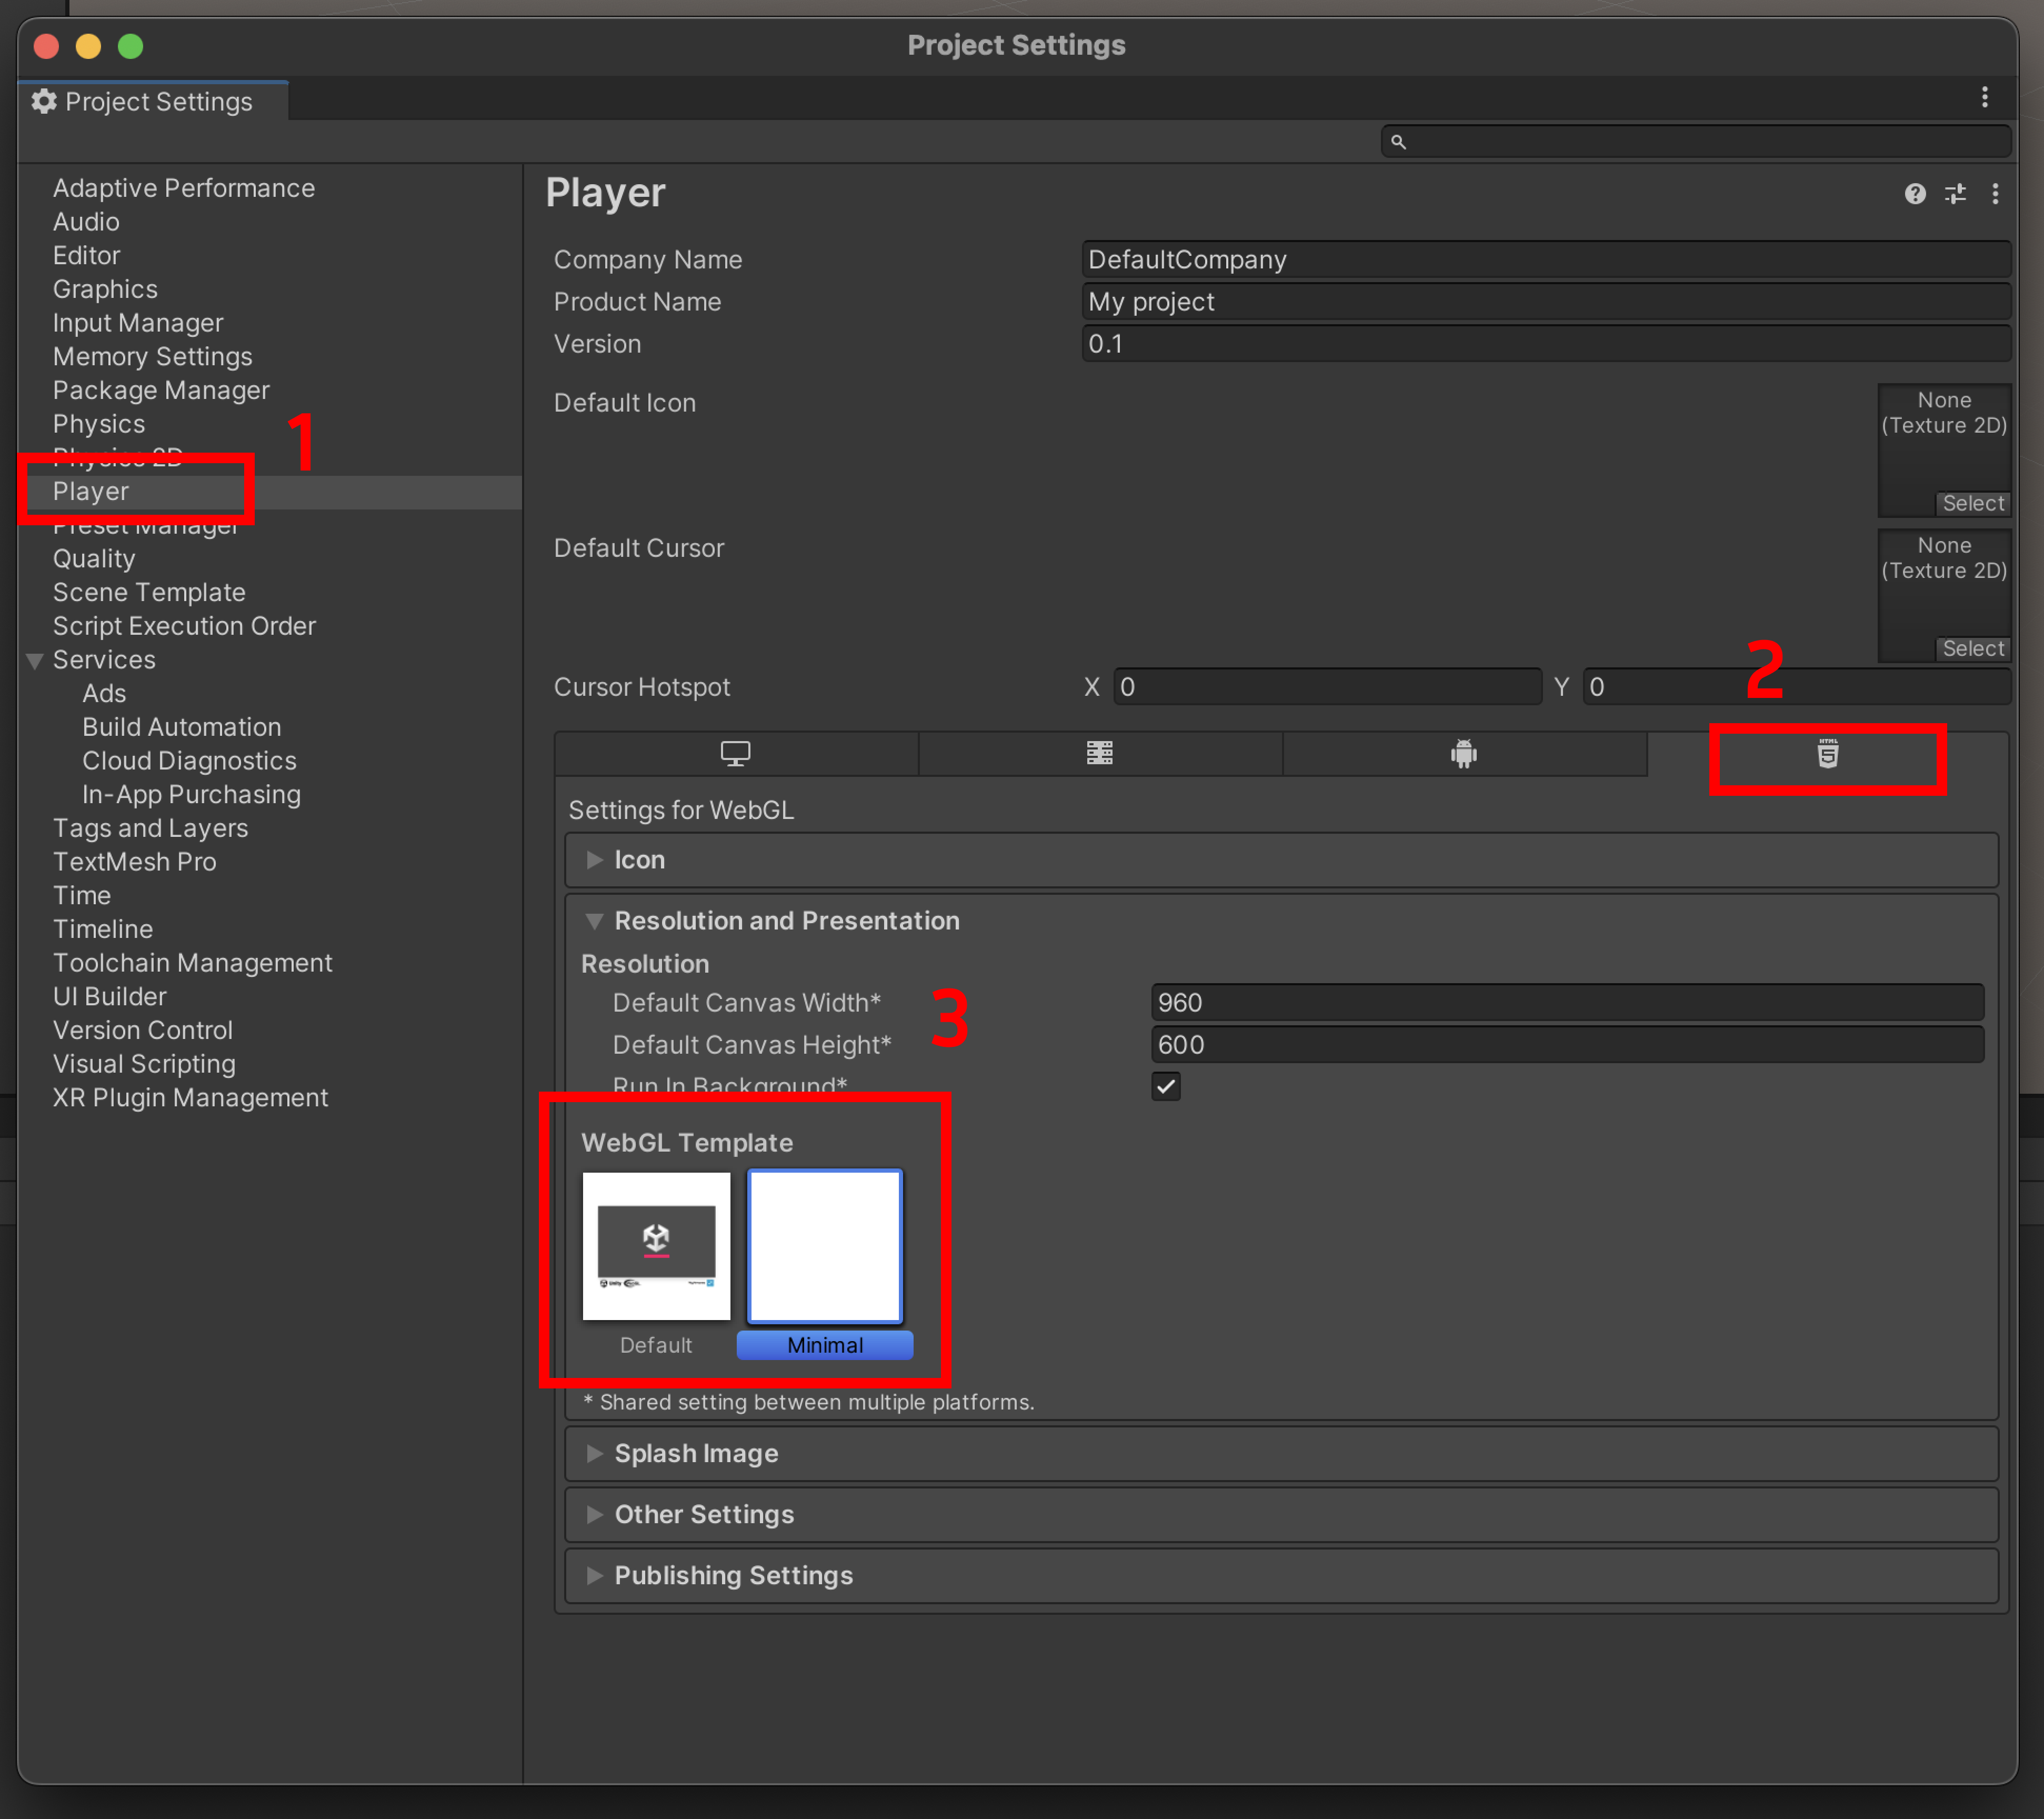 Project Settings
Project Settings
Adaptive Performance
Audio
Editor
Graphics
Input Manager
Memory Settings
Package Manager
Physics
1
Physics 2D
Player
Preset Manager
Quality
Scene Template
Script Execution Order
Services
Ads
Build Automation
Cloud Diagnostics
In-App Purchasing
Tags and Layers
TextMesh Pro
Time
Timeline
Toolchain Management
UI Builder
Version Control
Visual Scripting
XR Plugin Management
Player
Company Name DefaultCompany
Product Name My project
Version 0.1
Default Icon
None
(Texture 2D)
Select
Default Cursor
None
(Texture 2D)
Select
2
Cursor Hotspot X 0 Y 0
HTML
5
Settings for WebGL
Icon
Resolution and Presentation
Resolution
Default Canvas Width* 960
3
Default Canvas Height* 600
Run In Background*
WebGL Template
Default
Minimal
* Shared setting between multiple platforms.
Splash Image
Other Settings
Publishing Settings